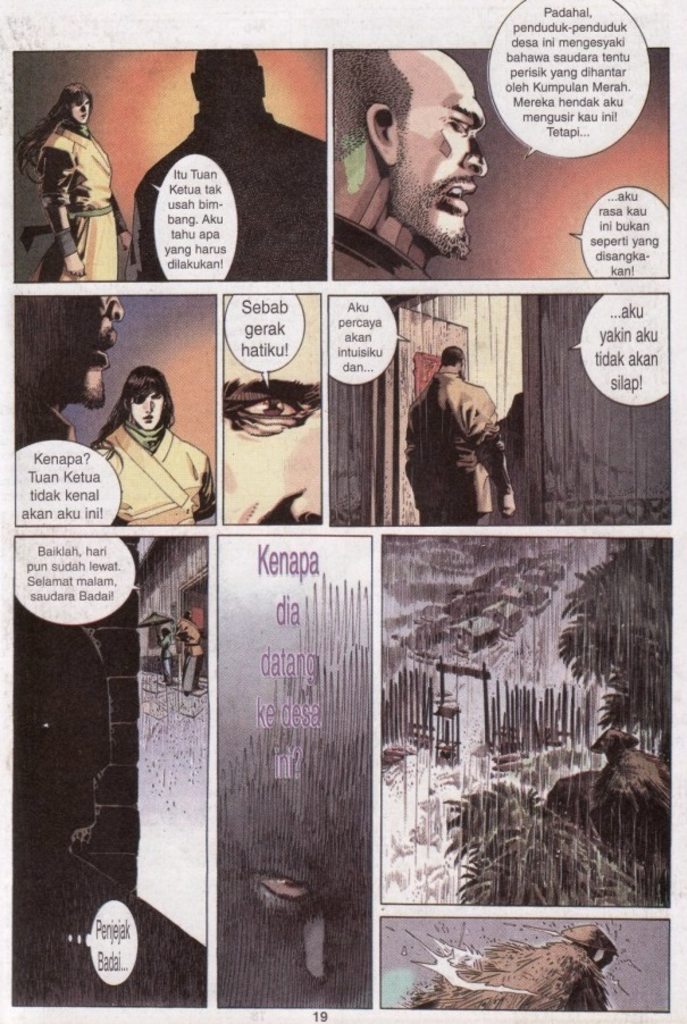 Itu Tuan
Ketua tak
usah bim-
bang. Aku
tahu apa
yang harus
dilakukan!
Padahal,
penduduk-penduduk
desa ini mengesyaki
bahawa saudara tentu
perisik yang dihantar
oleh Kumpulan Merah.
Mereka hendak aku
mengusir kau ini!
Tetapi...
...aku
rasa kau
ini bukan
seperti yang
disangka-
kan!
Kenapa?
Tuan Ketua
tidak kenal
akan aku ini!
Sebab
gerak
hatiku!
Aku
percaya
akan
intuisiku
dan...
...aku
yakin aku
tidak akan
silap!
Baiklah, hari
pun sudah lewat.
Selamat malam,
saudara Badai!
Penjejak
Badai...
Kenapa
dia
datang
ke desa
ini?
19